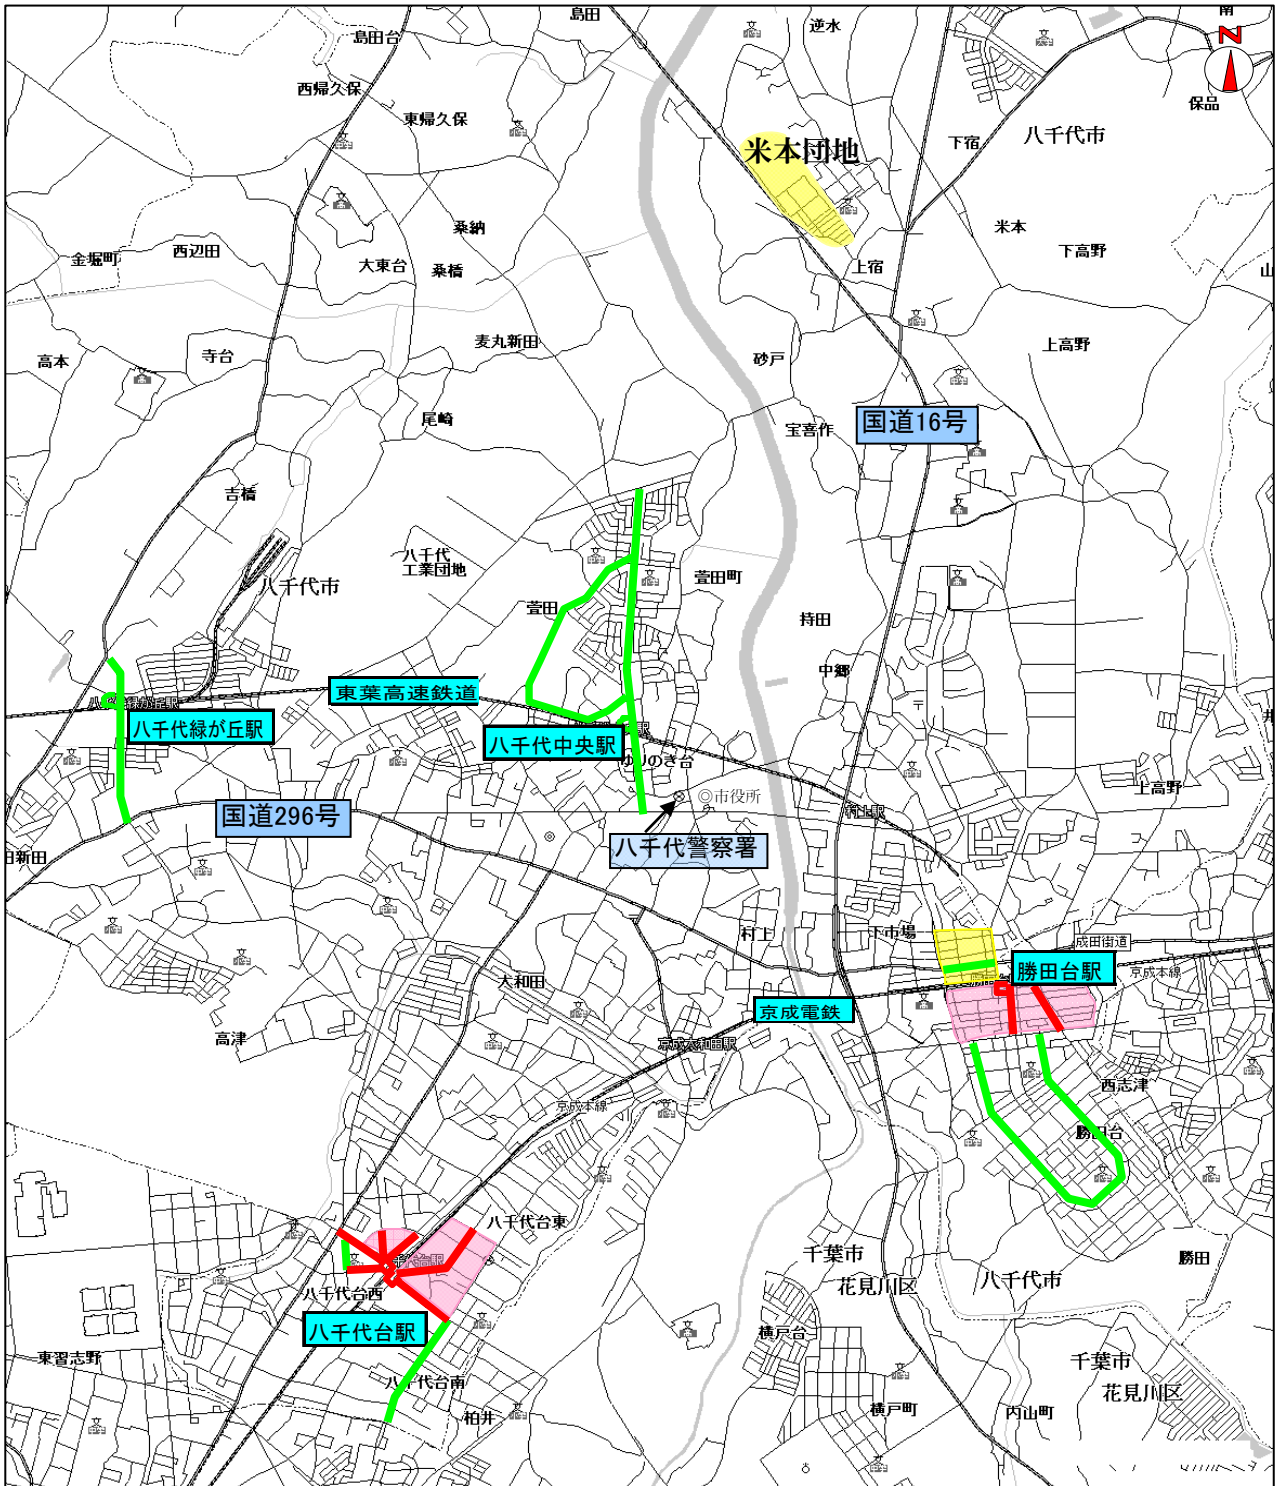 島田
逆水
南
島田台
西帰久保
東帰久保
保品
下宿
八千代市
米本団地
桑納
米本
金堀町
西辺田
大東台
桑橋
下高野
上宿
山
麦丸新田
高本
寺台
砂戸
上高野
尾崎
国道16号
宝喜作
吉橋
八千代
工業団地
八千代市
萱田
萱田町
持田
中郷
東葉高速鉄道
八千代緑が丘駅
八千代中央駅
ゆりのき台
井
上高野
◎市役所
村上駅
国道296号
八千代警察署
田新田
村上
下市場
成田街道
勝田台駅
京成本線
大和田
京成電鉄
高津
京成大和田駅
西志津
京成本線
勝田台
八千代台東
千葉市
花見川区
八千代市
勝田
八千代台西
八千代台駅
横戸台
東習志野
千葉市
花見川区
八千代台南
柏井
横戸町
内山町
N